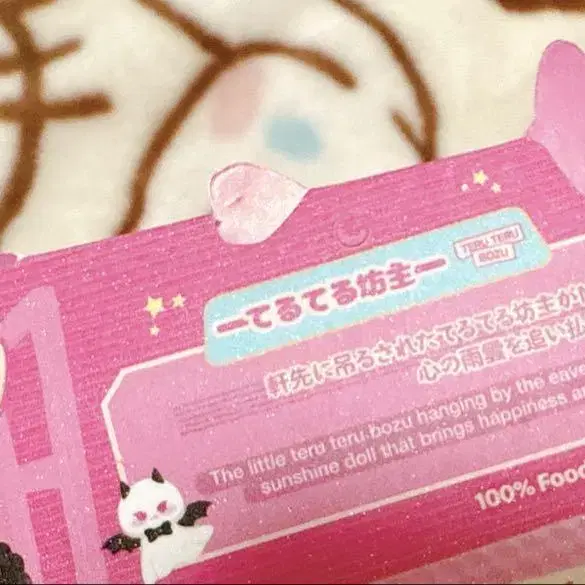 ーてるてる坊主ー
TERU TERU
BOZU
軒先に吊るされたてるてる坊主が
心の雨雲を追い
The little teru teru bozu hanging by the eave
sunshine doll that brings happiness a
100% Foo